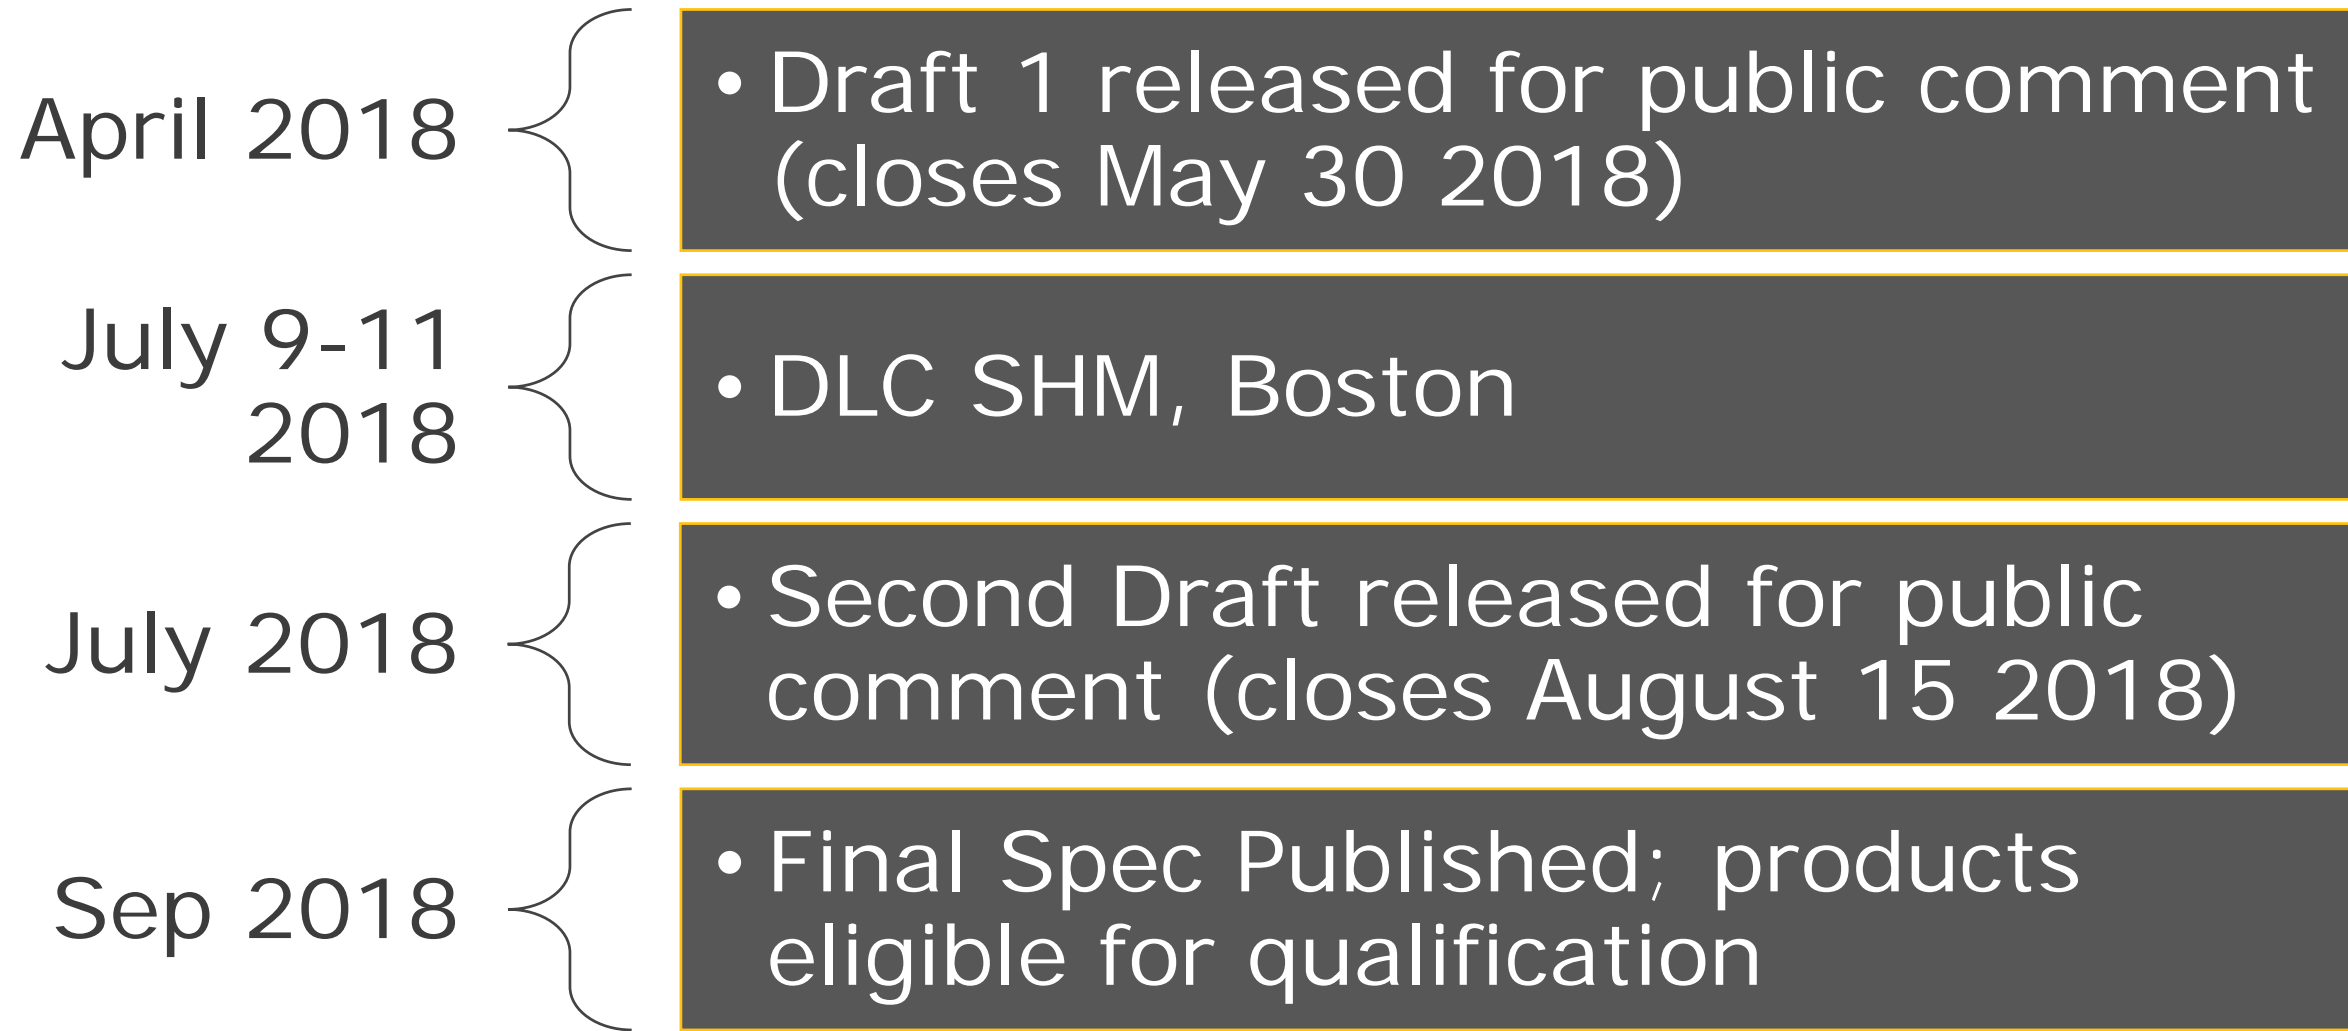 April 2018
• Draft 1 released for public comment
(closes May 30 2018)
July 9-11
2018
• DLC SHM, Boston
July 2018
• Second Draft released for public
comment (closes August 15 2018)
Sep 2018
• Final Spec Published; products
eligible for qualification